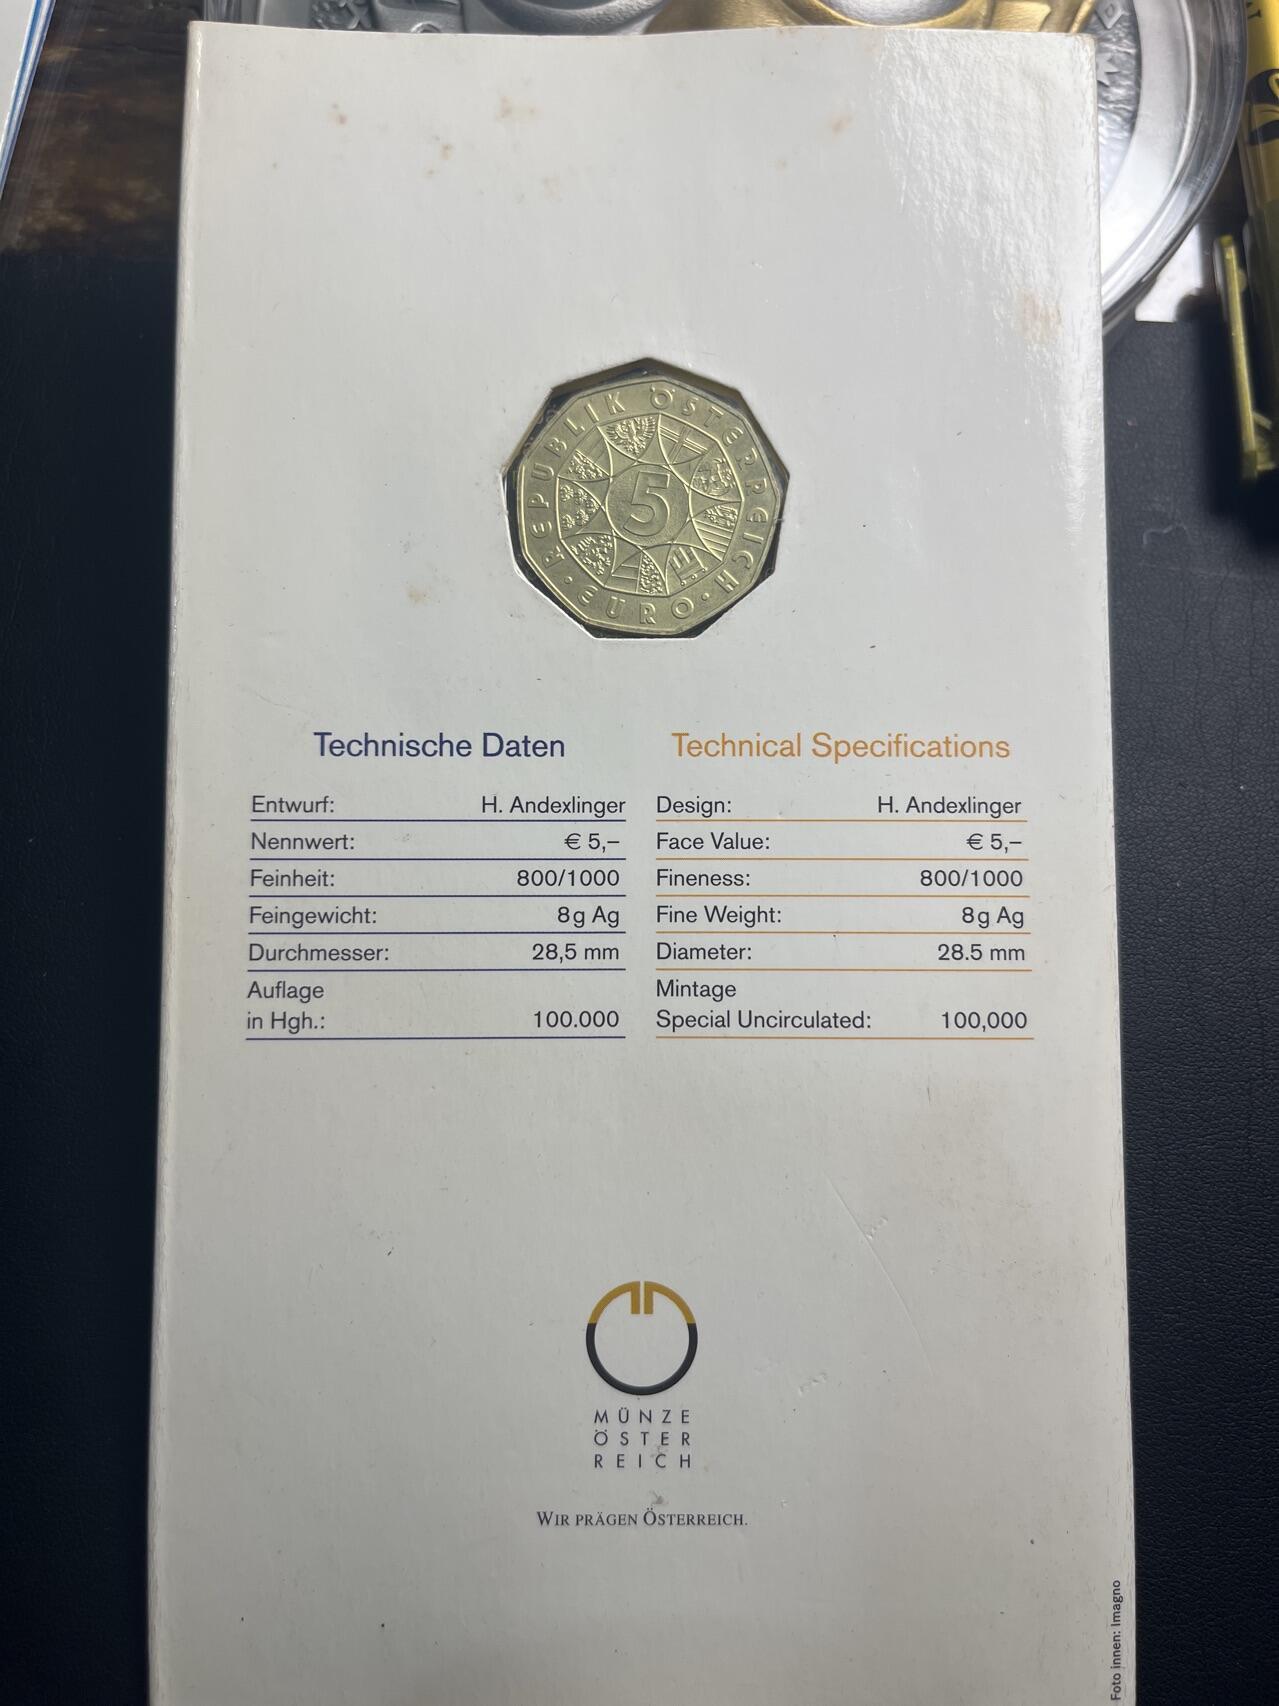 REPUBLIK ÖSTERREICH
5
· EURO ·
Technische Daten
Entwurf: H. Andexlinger
Nennwert: € 5,–
Feinheit: 800/1000
Feingewicht: 8g Ag
Durchmesser: 28,5 mm
Auflage
in Hgh.: 100.000
Technical Specifications
Design: H. Andexlinger
Face Value: € 5,–
Fineness: 800/1000
Fine Weight: 8g Ag
Diameter: 28.5 mm
Mintage
Special Uncirculated: 100,000
MÜNZE
ÖSTER
REICH
WIR PRÄGEN ÖSTERREICH.
Foto innen: Imagno